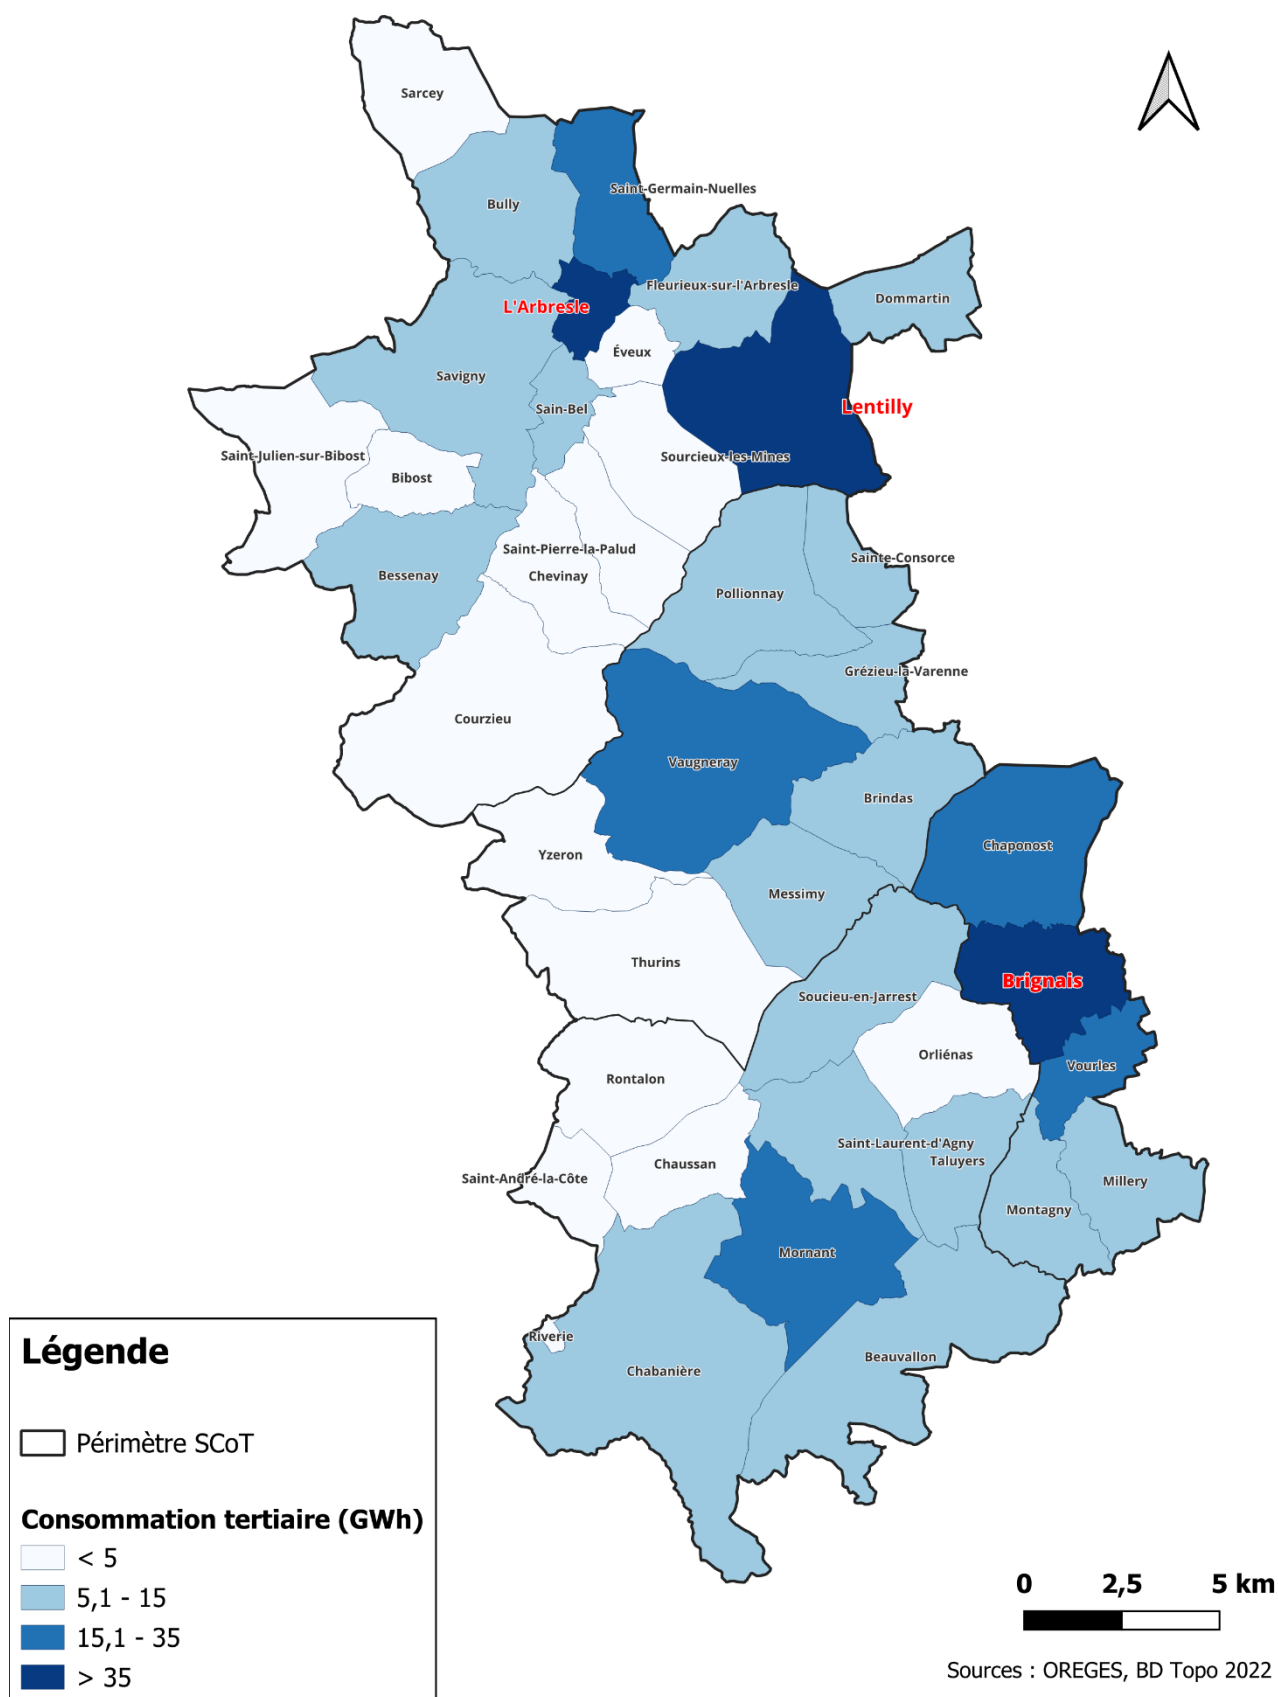 Sarcey
Saint-Germain-Nuelles
Bully
Fleurieux-sur-l'Arbresle
Dommartin
L'Arbresle
Éveux
Savigny
Lentilly
Sain-Bel
Saint-Julien-sur-Bibost
Sourcieux-les-Mines
Bibost
Saint-Pierre-la-Palud
Sainte-Consorce
Bessenay
Chevinay
Pollionnay
Grézieu-la-Varenne
Courzieu
Vaugneray
Brindas
Chaponost
Yzeron
Messimy
Thurins
Brignais
Soucieu-en-Jarrest
Orliénas
Vourles
Rontalon
Saint-Laurent-d'Agny
Taluyers
Chaussan
Saint-André-la-Côte
Millery
Montagny
Mornant
Riverie
Beauvallon
Chabanière
Légende
Périmètre SCoT
Consommation tertiaire (GWh)
< 5
5,1 - 15
15,1 - 35
> 35
0 2,5 5 km
Sources : OREGES, BD Topo 2022